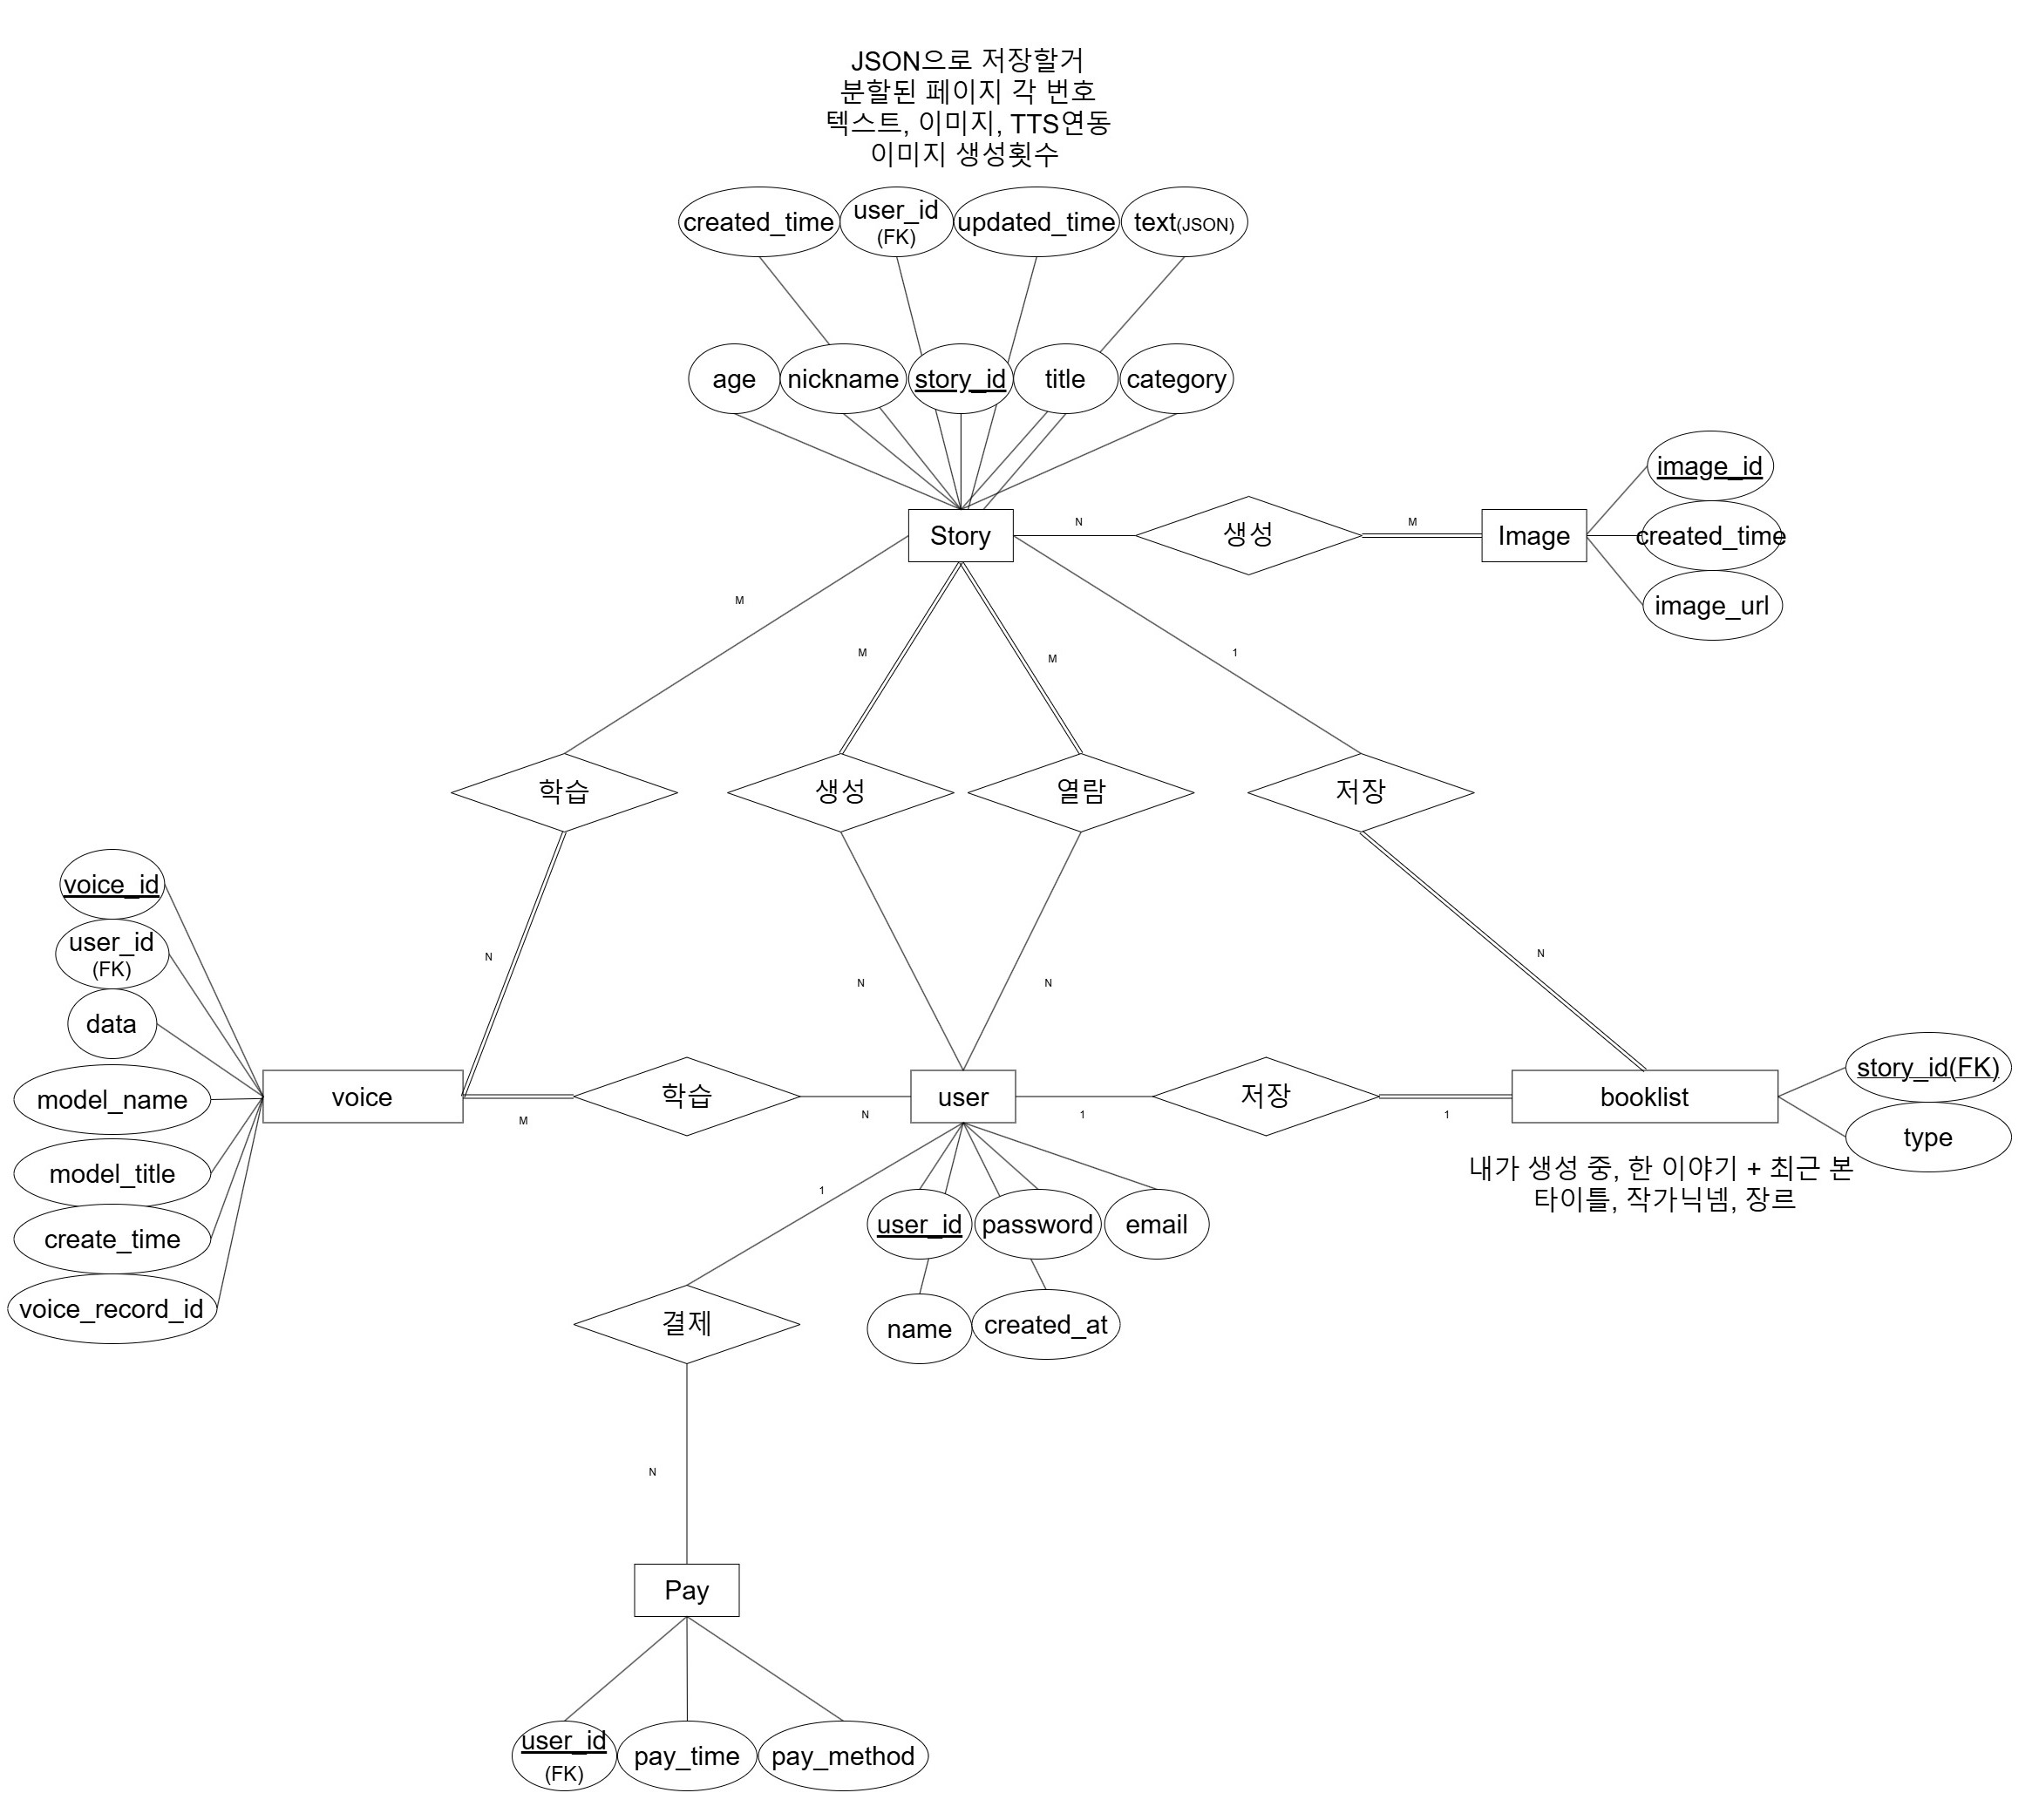 JSON으로 저장할거
분할된 페이지 각 번호
텍스트, 이미지, TTS연동
이미지 생성횟수
created_time
user_id
(FK)
updated_time
text(JSON)
age
nickname
story_id
title
category
image_id
created_time
image_url
Story
N
생성
M
Image
M
M
M
1
학습
생성
열람
저장
voice_id
user_id
(FK)
data
model_name
model_title
create_time
voice_record_id
N
N
N
N
voice
M
학습
N
user
1
저장
1
booklist
story_id(FK)
type
내가 생성 중, 한 이야기 + 최근 본
타이틀, 작가닉넴, 장르
1
user_id
password
email
name
created_at
결제
N
Pay
user_id
(FK)
pay_time
pay_method